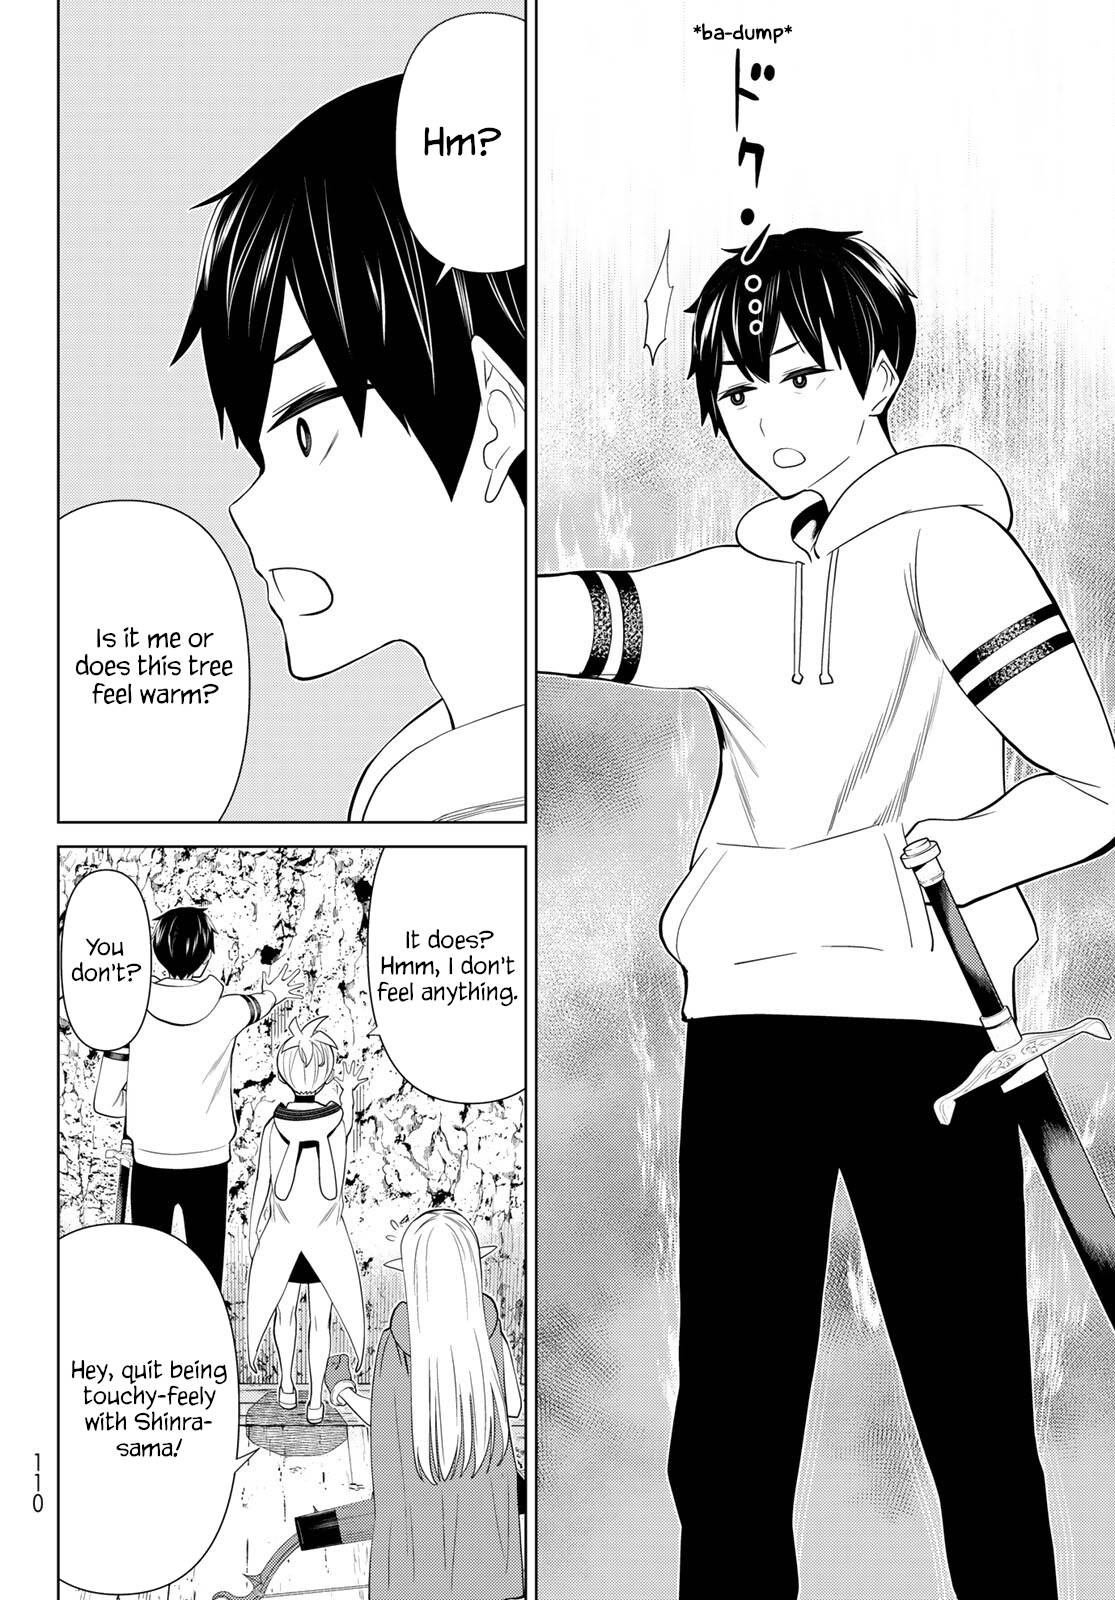 *ba-dump*
ドクン
Hm?
Is it me or
does this tree
feel warm?
It does?
Hmm, I don't
feel anything.
You
don't?
Hey, quit being
touchy-feely
with Shinra-
sama!
110